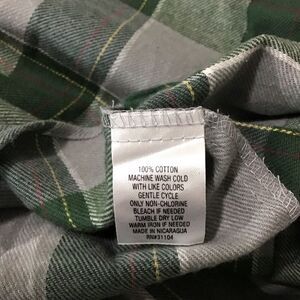 100% COTTON
MACHINE WASH COLD
WITH LIKE COLORS
GENTLE CYCLE
ONLY NON-CHLORINE
BLEACH IF NEEDED
TUMBLE DRY LOW
WARM IRON IF NEEDED
MADE IN NICARAGUA
RN#31104